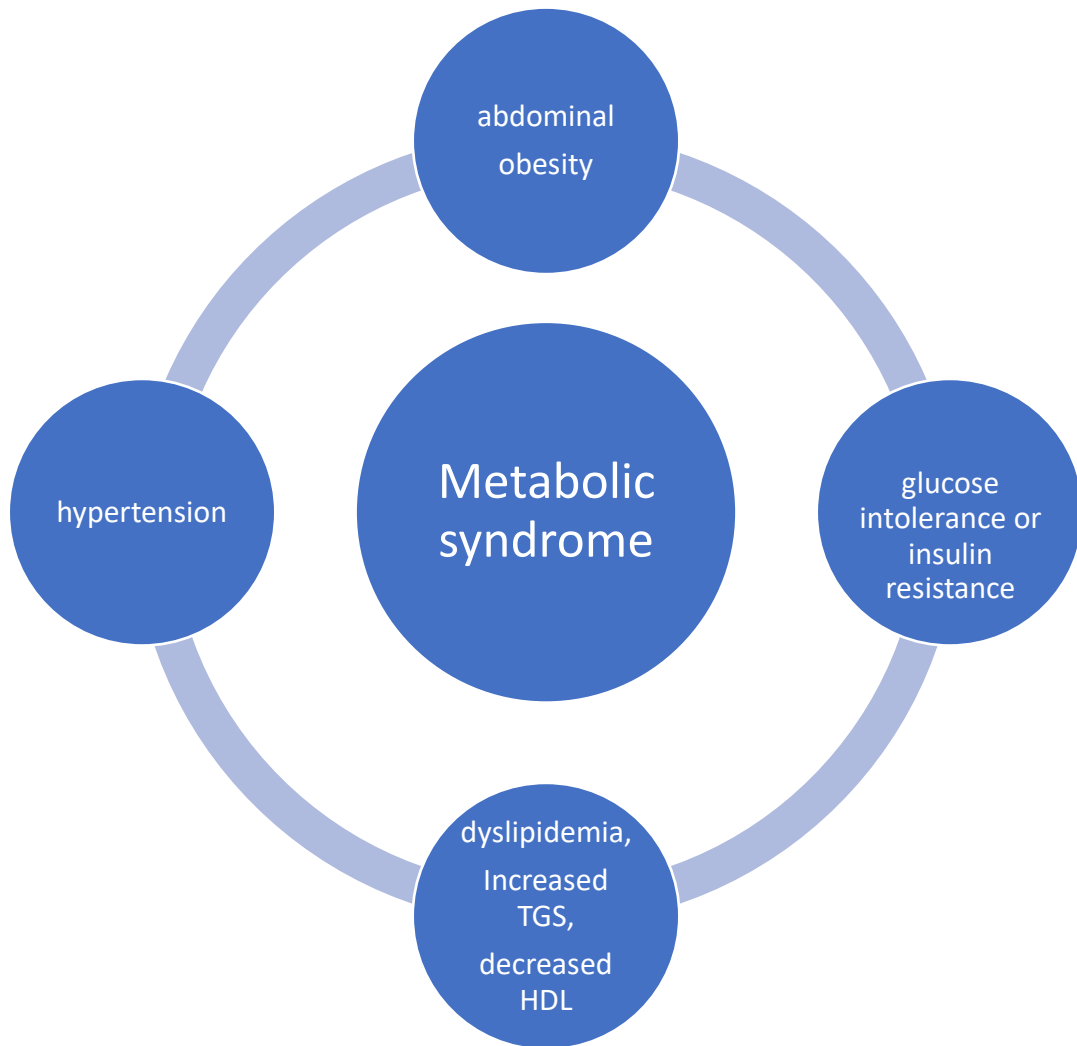 abdominal
obesity
Metabolic
syndrome
hypertension
glucose
intolerance or
insulin
resistance
dyslipidemia,
Increased
TGS,
decreased
HDL